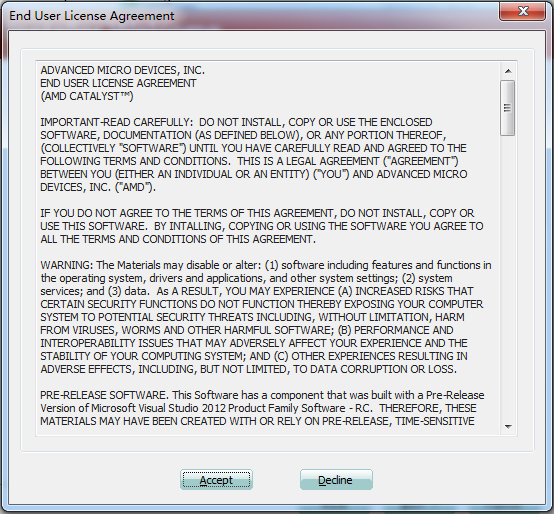 End User License Agreement
ADVANCED MICRO DEVICES, INC.
END USER LICENSE AGREEMENT
(AMD CATALYST™)
IMPORTANT-READ CAREFULLY: DO NOT INSTALL, COPY OR USE THE ENCLOSED
SOFTWARE, DOCUMENTATION (AS DEFINED BELOW), OR ANY PORTION THEREOF,
(COLLECTIVELY "SOFTWARE") UNTIL YOU HAVE CAREFULLY READ AND AGREED TO THE
FOLLOWING TERMS AND CONDITIONS. THIS IS A LEGAL AGREEMENT ("AGREEMENT")
BETWEEN YOU (EITHER AN INDIVIDUAL OR AN ENTITY) ("YOU") AND ADVANCED MICRO
DEVICES, INC. ("AMD").
IF YOU DO NOT AGREE TO THE TERMS OF THIS AGREEMENT, DO NOT INSTALL, COPY OR
USE THIS SOFTWARE. BY INTALLING, COPYING OR USING THE SOFTWARE YOU AGREE TO
ALL THE TERMS AND CONDITIONS OF THIS AGREEMENT.
WARNING: The Materials may disable or alter: (1) software including features and functions in
the operating system, drivers and applications, and other system settings; (2) system
services; and (3) data. AS A RESULT, YOU MAY EXPERIENCE (A) INCREASED RISKS THAT
CERTAIN SECURITY FUNCTIONS DO NOT FUNCTION THEREBY EXPOSING YOUR COMPUTER
SYSTEM TO POTENTIAL SECURITY THREATS INCLUDING, WITHOUT LIMITATION, HARM
FROM VIRUSES, WORMS AND OTHER HARMFUL SOFTWARE; (B) PERFORMANCE AND
INTEROPERABILITY ISSUES THAT MAY ADVERSELY AFFECT YOUR EXPERIENCE AND THE
STABILITY OF YOUR COMPUTING SYSTEM; AND (C) OTHER EXPERIENCES RESULTING IN
ADVERSE EFFECTS, INCLUDING, BUT NOT LIMITED, TO DATA CORRUPTION OR LOSS.
PRE-RELEASE SOFTWARE. This Software has a component that was built with a Pre-Release
Version of Microsoft Visual Studio 2012 Product Family Software - RC. THEREFORE, THESE
MATERIALS MAY HAVE BEEN CREATED WITH OR RELY ON PRE-RELEASE, TIME-SENSITIVE
Accept Decline